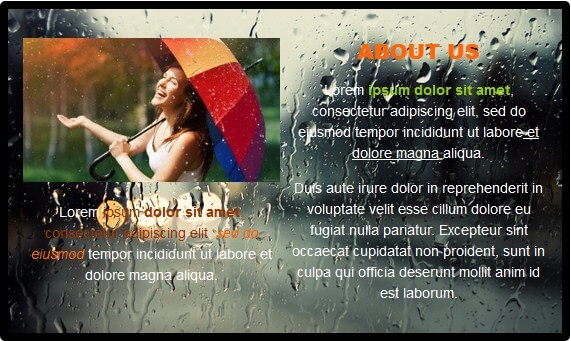 ABOUT US
Lorem ipsum dolor sit amet,
consectetur adipiscing elit, sed do
eiusmod tempor incididunt ut labore et
dolore magna aliqua.
Duis aute irure dolor in reprehenderit in
voluptate velit esse cillum dolore eu
fugiat nulla pariatur. Excepteur sint
occaecat cupidatat non proident, sunt in
culpa qui officia deserunt mollit anim id
est laborum.
Lorem ipsum dolor sit amet,
consectetur adipiscing elit, sed do
eiusmod tempor incididunt ut labore et
dolore magna aliqua.